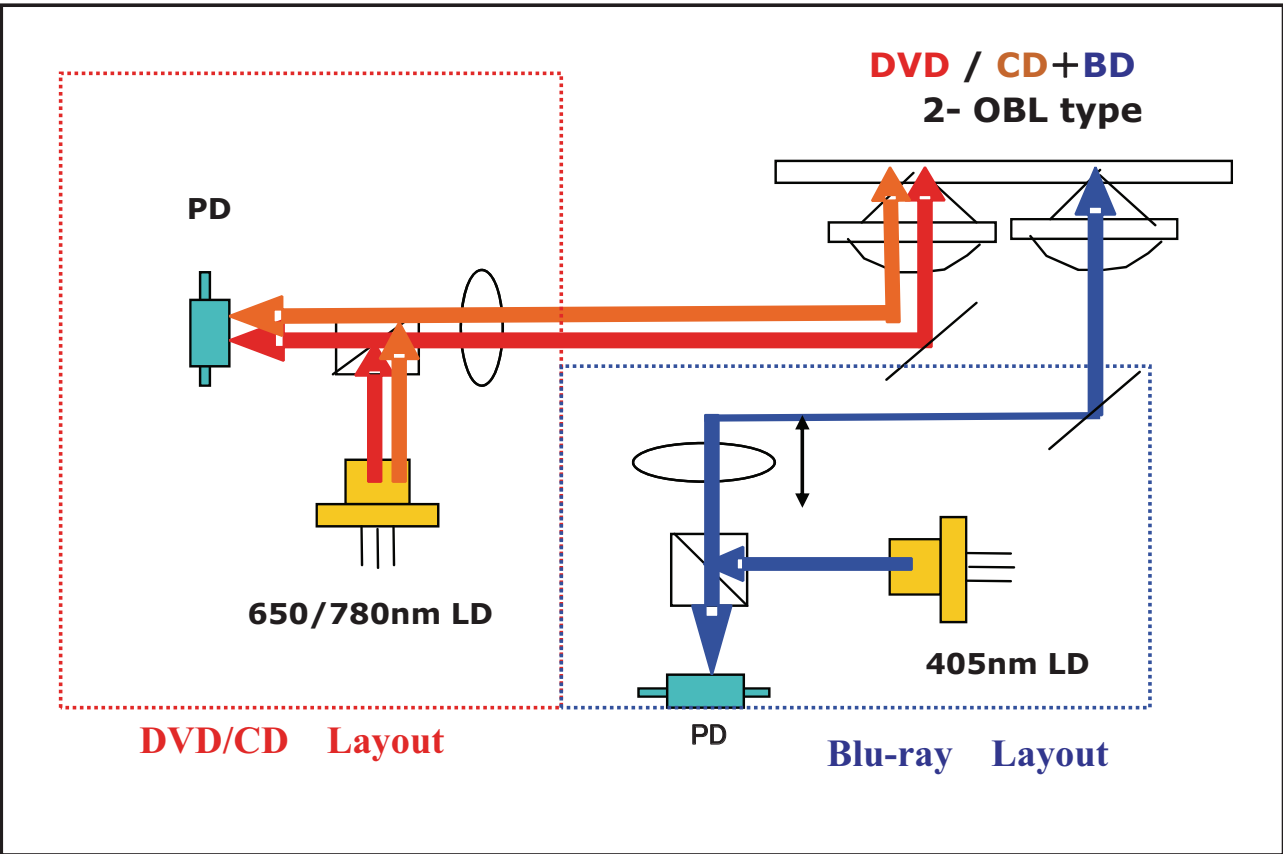 DVD / CD+BD
2- OBL type
PD
650/780nm LD
405nm LD
PD
DVD/CD Layout
Blu-ray Layout